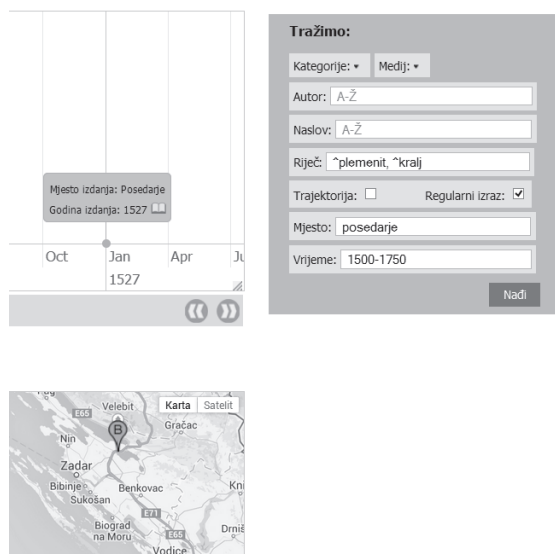 Mjesto izdanja: Posedarje
Godina izdanja: 1527
Oct Jan Apr
1527
Tražimo:
Kategorije: Medij:
Autor: A-Ž
Naslov: A-Ž
Riječ: ^plemenit, ^kralj
Trajektorija: Regularni izraz:
Mjesto: posedarje
Vrijeme: 1500-1750
Nađi
Karta Satelit
E65 Velebit
B
Gračac
Nin
Zadar
Bibinje
Benkovac
Sukošan
E71
Biograd
na Moru
E65
Vodice